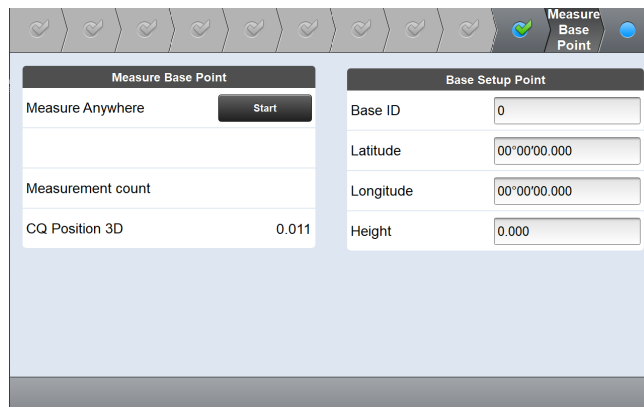 Measure
Base
Point
Measure Base Point
Measure Anywhere
Start
Measurement count
CQ Position 3D
0.011
Base Setup Point
Base ID
0
Latitude
00°00'00.000
Longitude
00°00'00.000
Height
0.000